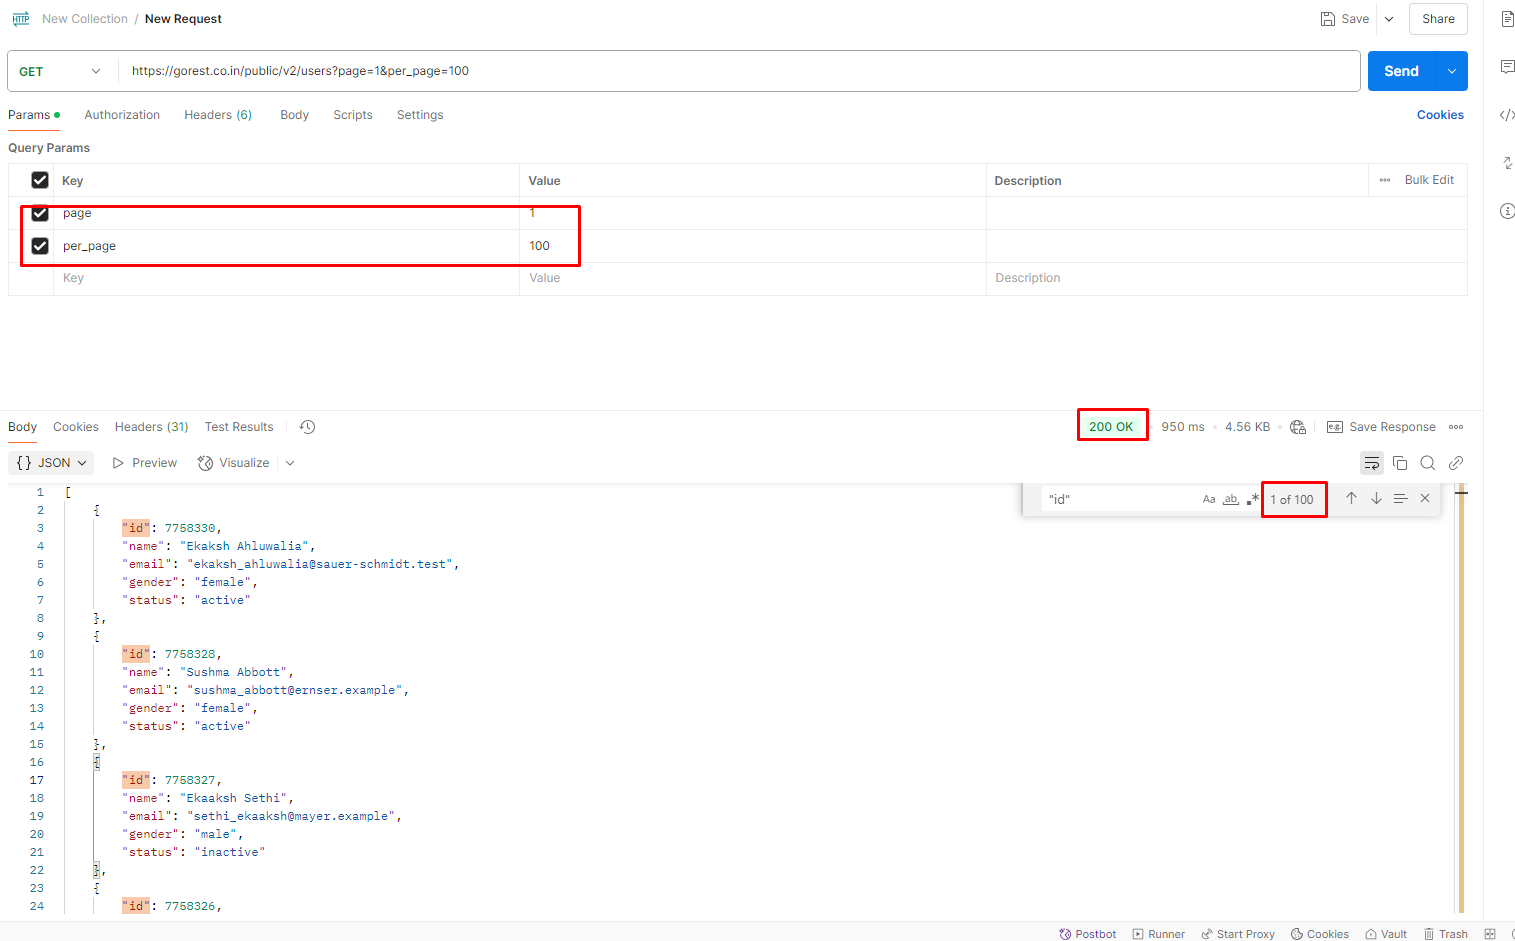 HTTP New Collection / New Request Save Share
GET https://gorest.co.in/public/v2/users?page=1&per_page=100 Send
Params Authorization Headers (6) Body Scripts Settings Cookies
Query Params
Key Value Description Bulk Edit
page 1
per_page 100
Key Value Description
Body Cookies Headers (31) Test Results 200 OK 950 ms 4.56 KB e.g. Save Response
{} JSON Preview Visualize
"id" Aa ab .* 1 of 100
1 [
2 {
3 "id": 7758330,
4 "name": "Ekaksh Ahluwalia",
5 "email": "ekaksh_ahluwalia@sauer-schmidt.test",
6 "gender": "female",
7 "status": "active"
8 },
9 {
10 "id": 7758328,
11 "name": "Sushma Abbott",
12 "email": "sushma_abbott@ernser.example",
13 "gender": "female",
14 "status": "active"
15 },
16 {
17 "id": 7758327,
18 "name": "Ekaaksh Sethi",
19 "email": "sethi_ekaaksh@mayer.example",
20 "gender": "male",
21 "status": "inactive"
22 },
23 {
24 "id": 7758326,
Postbot Runner Start Proxy Cookies Vault Trash